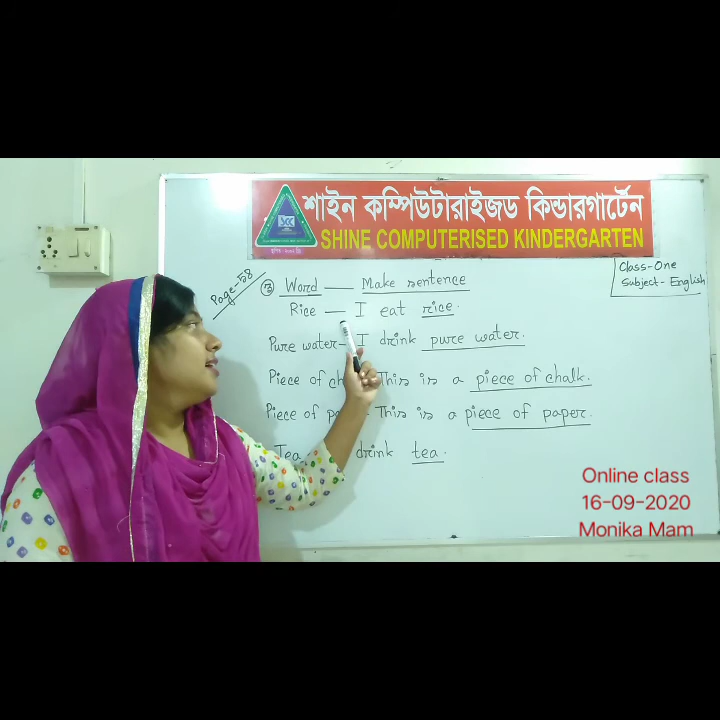 শাইন কম্পিউটারাইজড কিন্ডারগার্টেন
SHINE COMPUTERISED KINDERGARTEN
Class-One
Subject- English
Page-58
৩ Word — Make sentence
Rice — I eat rice.
Pure water- I drink pure water.
Piece of ch This is a piece of chalk.
Piece of p This is a piece of paper.
Tea drink tea.
Online class
16-09-2020
Monika Mam